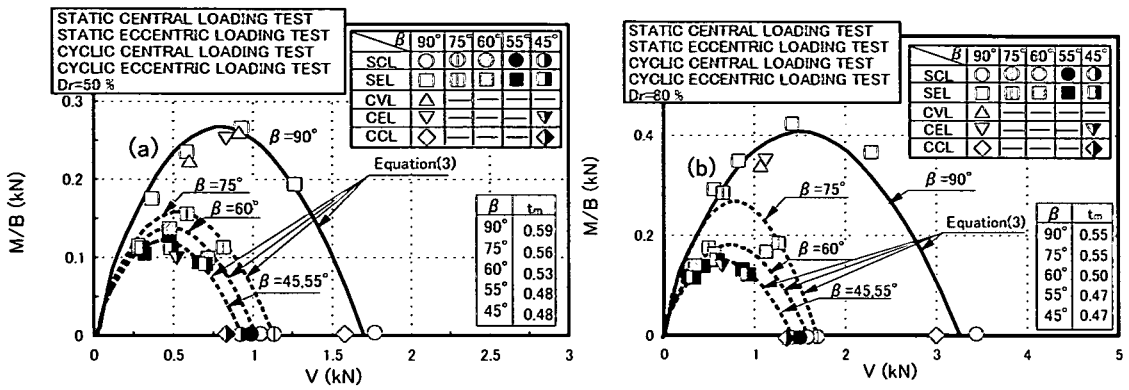 STATIC CENTRAL LOADING TEST
STATIC ECCENTRIC LOADING TEST
CYCLIC CENTRAL LOADING TEST
CYCLIC ECCENTRIC LOADING TEST
Dr=50 %
β 90° 75° 60° 55° 45°
SCL
SEL
CVL — — — —
CEL — — —
CCL — — —
0.3
0.2
0.1
0
M/B (kN)
(a)
β=90°
Equation(3)
β=75°
β=60°
β=45,55°
β tm
90° 0.59
75° 0.56
60° 0.53
55° 0.48
45° 0.48
0 0.5 1 1.5 2 2.5 3
V (kN)
STATIC CENTRAL LOADING TEST
STATIC ECCENTRIC LOADING TEST
CYCLIC CENTRAL LOADING TEST
CYCLIC ECCENTRIC LOADING TEST
Dr=80 %
β 90° 75° 60° 55° 45°
SCL
SEL
CVL — — — —
CEL — — —
CCL — — —
0.4
0.2
0
M/B (kN)
(b)
β=75°
β=90°
Equation(3)
β=60°
β=45,55°
β tm
90° 0.55
75° 0.55
60° 0.50
55° 0.47
45° 0.47
0 1 2 3 4 5
V (kN)